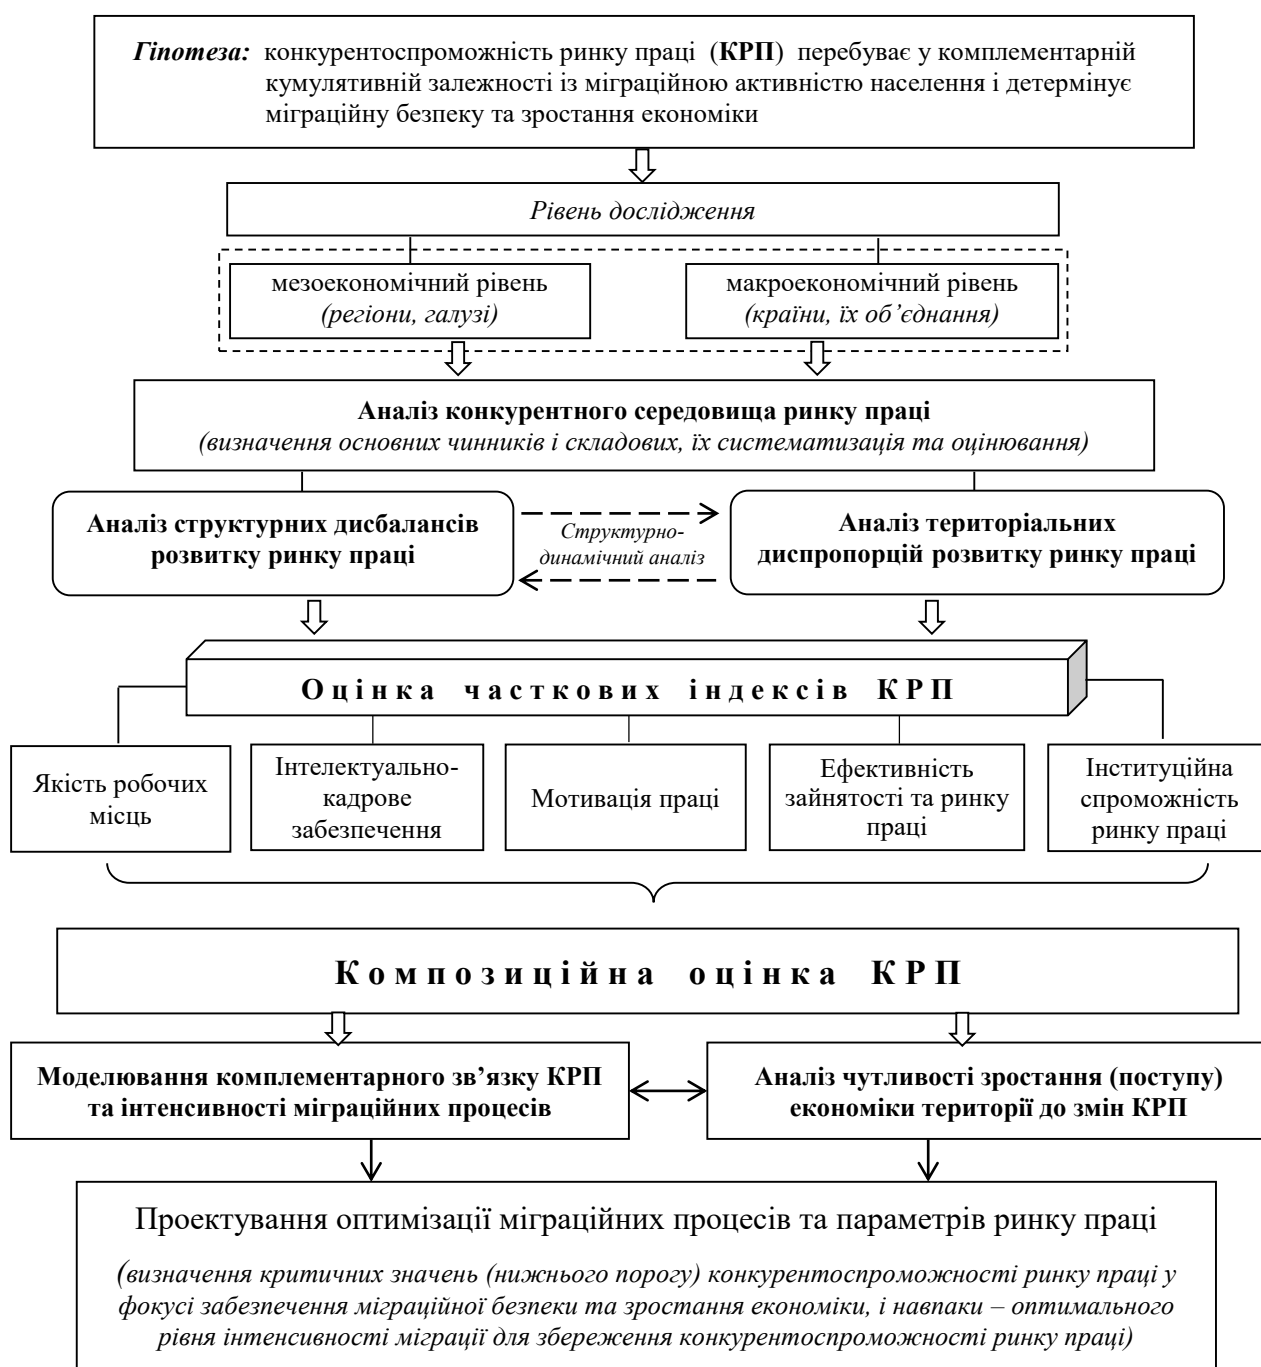 Гіпотеза: конкурентоспроможність ринку праці (КРП) перебуває у комплементарній
кумулятивній залежності із міграційною активністю населення і детермінує
міграційну безпеку та зростання економіки
Рівень дослідження
мезоекономічний рівень
(регіони, галузі)
макроекономічний рівень
(країни, їх об’єднання)
Аналіз конкурентного середовища ринку праці
(визначення основних чинників і складових, їх систематизація та оцінювання)
Аналіз структурних дисбалансів
розвитку ринку праці
Структурно-
динамічний аналіз
Аналіз територіальних
диспропорцій розвитку ринку праці
Оцінка часткових індексів КРП
Якість робочих
місць
Інтелектуально-
кадрове
забезпечення
Мотивація праці
Ефективність
зайнятості та ринку
праці
Інституційна
спроможність
ринку праці
Композиційна оцінка КРП
Моделювання комплементарного зв’язку КРП
та інтенсивності міграційних процесів
Аналіз чутливості зростання (поступу)
економіки території до змін КРП
Проектування оптимізації міграційних процесів та параметрів ринку праці
(визначення критичних значень (нижнього порогу) конкурентоспроможності ринку праці у
фокусі забезпечення міграційної безпеки та зростання економіки, і навпаки – оптимального
рівня інтенсивності міграції для збереження конкурентоспроможності ринку праці)